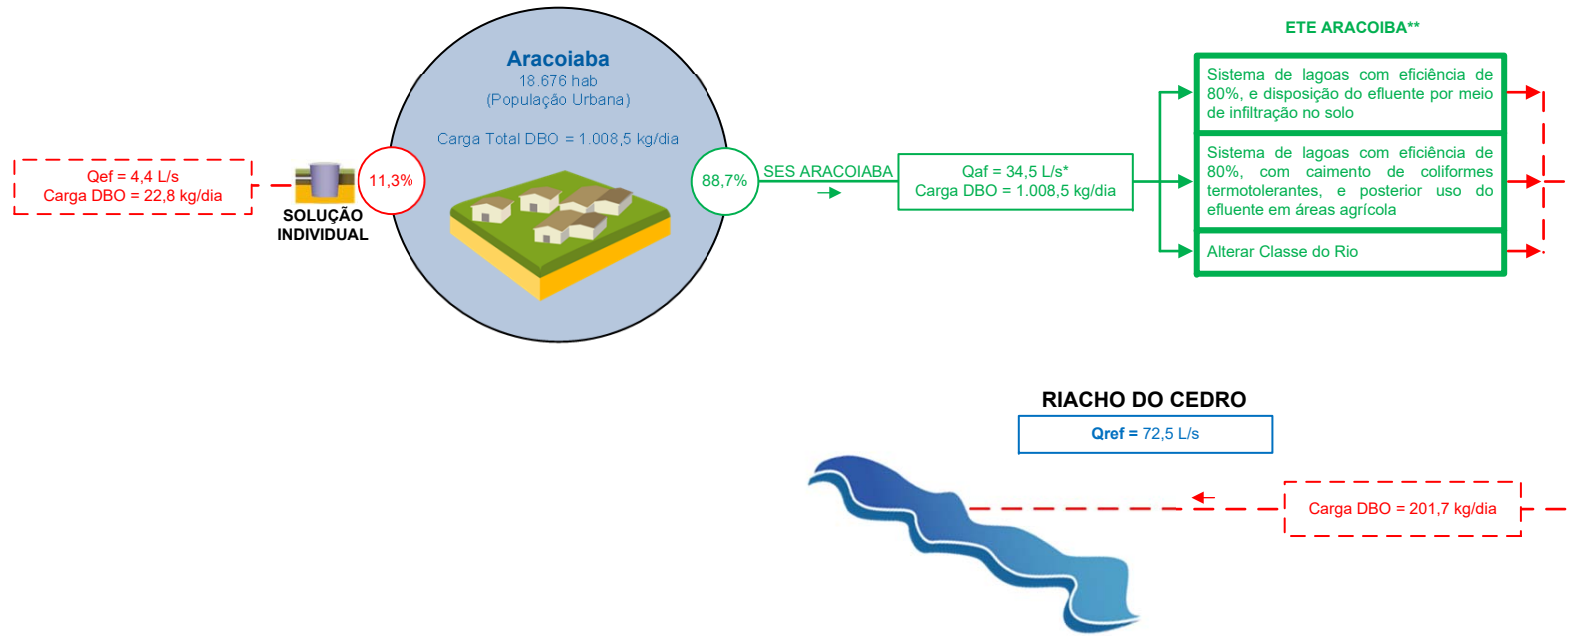 Aracoiaba
18.676 hab
(População Urbana)
Carga Total DBO = 1.008,5 kg/dia
Qef = 4,4 L/s
Carga DBO = 22,8 kg/dia
SOLUÇÃO
INDIVIDUAL
11,3%
88,7%
SES ARACOIABA
Qaf = 34,5 L/s*
Carga DBO = 1.008,5 kg/dia
ETE ARACOIBA**
Sistema de lagoas com eficiência de
80%, e disposição do efluente por meio
de infiltração no solo
Sistema de lagoas com eficiência de
80%, com caimento de coliformes
termotolerantes, e posterior uso do
efluente em áreas agrícola
Alterar Classe do Rio
RIACHO DO CEDRO
Qref = 72,5 L/s
Carga DBO = 201,7 kg/dia